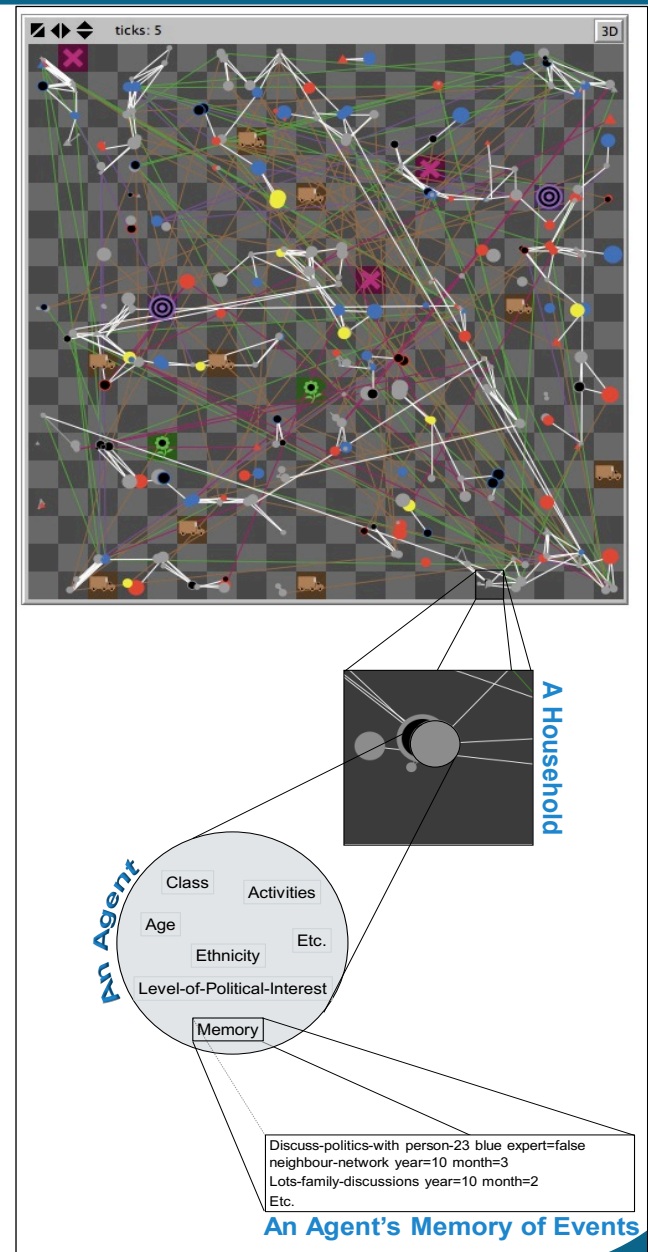 ticks: 5
3D
A Household
An Agent
Class
Activities
Age
Etc.
Ethnicity
Level-of-Political-Interest
Memory
Discuss-politics-with person-23 blue expert=false
neighbour-network year=10 month=3
Lots-family-discussions year=10 month=2
Etc.
An Agent's Memory of Events